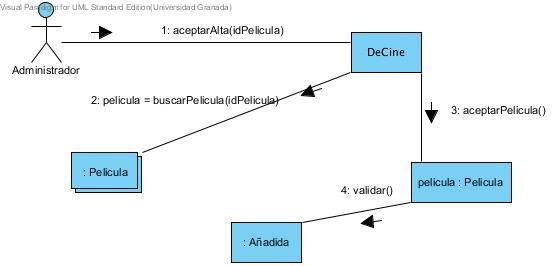 Visual Paradigm for UML Standard Edition(Universidad Granada)
1: aceptarAlta(idPelicula)
DeCine
Administrador
2: pelicula = buscarPelicula(idPelicula)
3: aceptarPelicula()
: Pelicula
pelicula : Pelicula
4: validar()
: Añadida